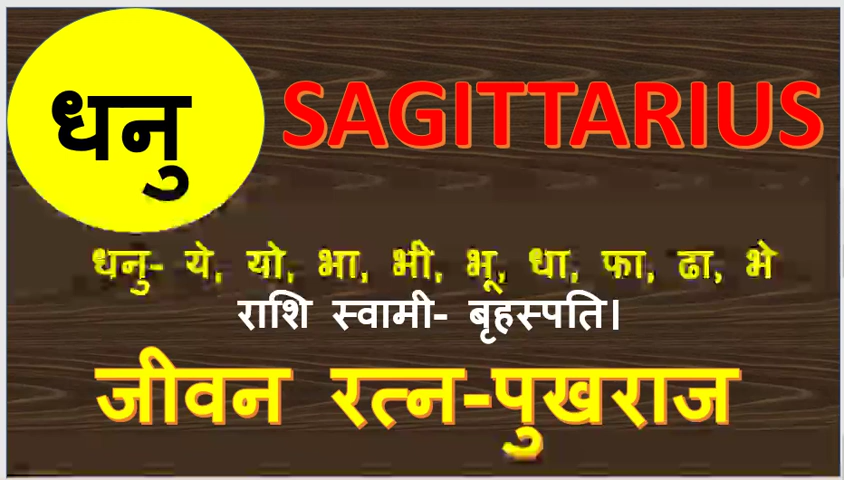 धनु
SAGITTARIUS
धनु- ये, यो, भा, भी, भू, धा, फा, ढा, भे
राशि स्वामी- बृहस्पति।
जीवन रत्न-पुखराज